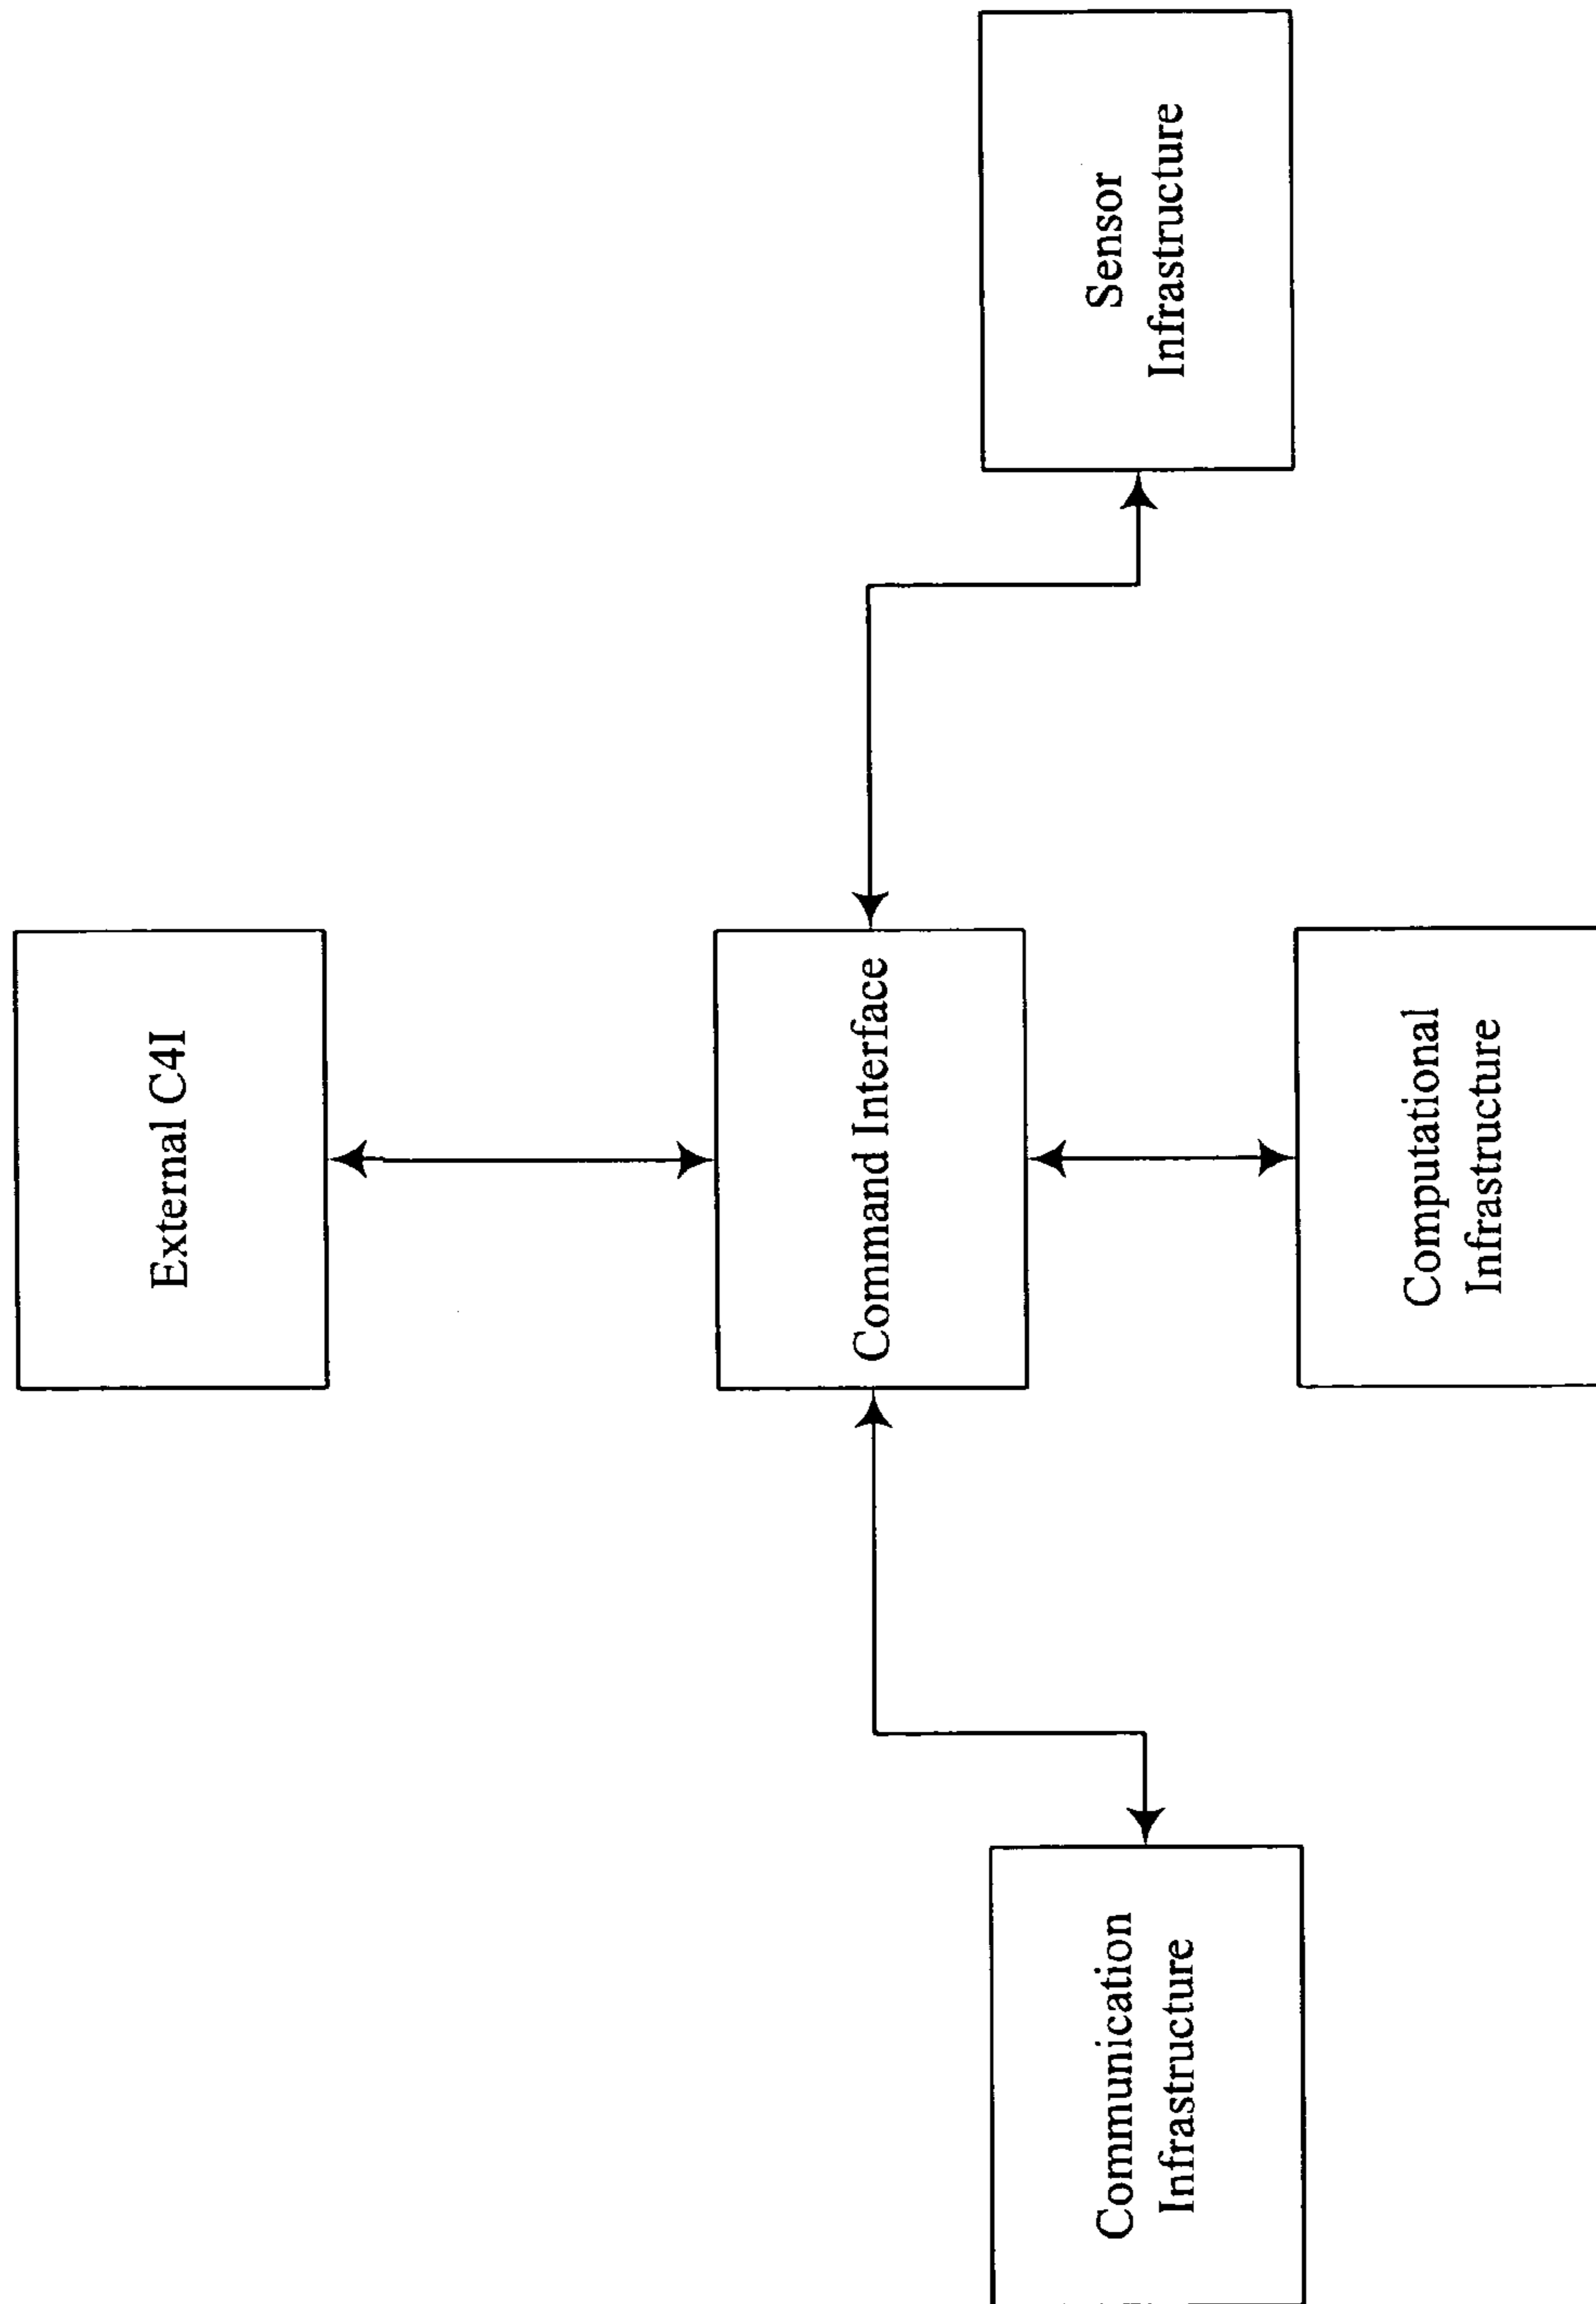 External C4I
Command Interface
Communication
Infrastructure
Computational
Infrastructure
Sensor
Infrastructure